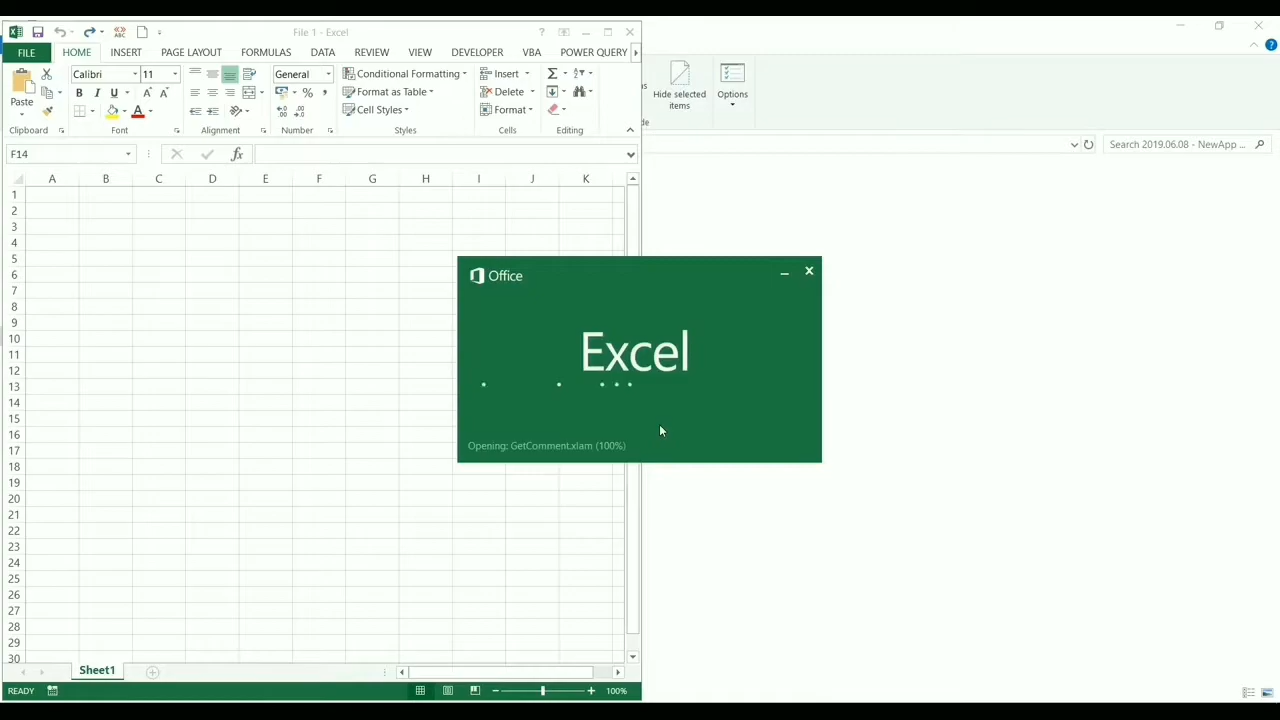 File 1 - Excel
FILE HOME INSERT PAGE LAYOUT FORMULAS DATA REVIEW VIEW DEVELOPER VBA POWER QUERY
Calibri 11 General Conditional Formatting Insert
Paste B I U % , Format as Table Delete
Cell Styles Format
Clipboard Font Alignment Number Styles Cells Editing
Hide selected
items
Options
F14 fx
Search 2019.06.08 - NewApp ...
A B C D E F G H I J K
1
2
3
4
5
6
7
8
9
10
11
12
13
14
15
16
17
18
19
20
21
22
23
24
25
26
27
28
29
30
Office
Excel
Opening: GetComment.xlam (100%)
Sheet1
READY 100%